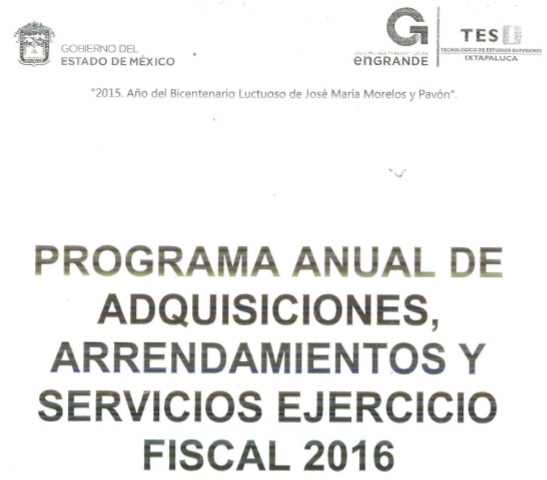 GOBIERNO DEL
ESTADO DE MÉXICO
G
enGRANDE
TES
TECNOLÓGICO DE ESTUDIOS SUPERIORES
IXTAPALUCA
"2015. Año del Bicentenario Luctuoso de José María Morelos y Pavón".
PROGRAMA ANUAL DE
ADQUISICIONES,
ARRENDAMIENTOS Y
SERVICIOS EJERCICIO
FISCAL 2016